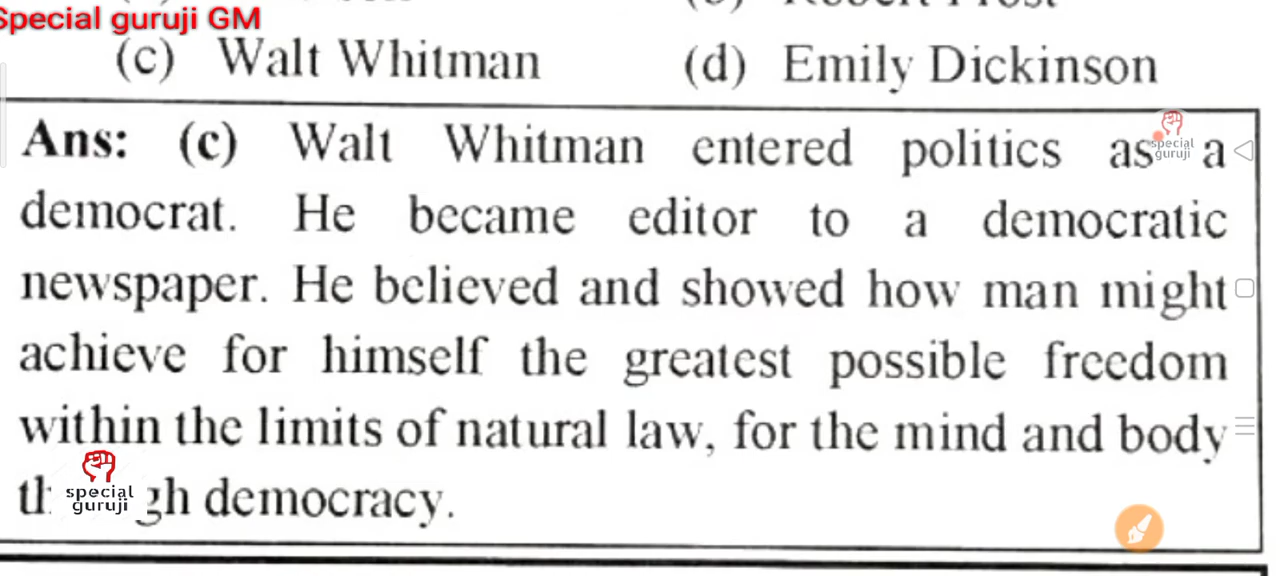 Special guruji GM
(c) Walt Whitman (d) Emily Dickinson
Ans: (c) Walt Whitman entered politics as a
special
guruji
democrat. He became editor to a democratic
newspaper. He believed and showed how man might
achieve for himself the greatest possible freedom
within the limits of natural law, for the mind and body
democracy.
special
guruji